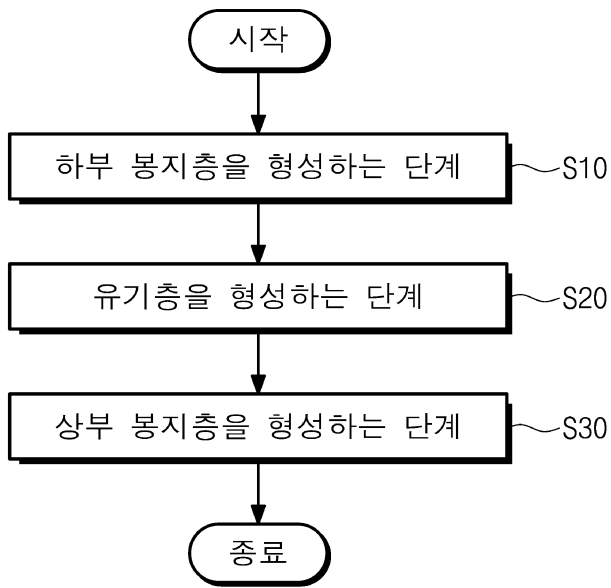 시작
하부 봉지층을 형성하는 단계 S10
유기층을 형성하는 단계 S20
상부 봉지층을 형성하는 단계 S30
종료